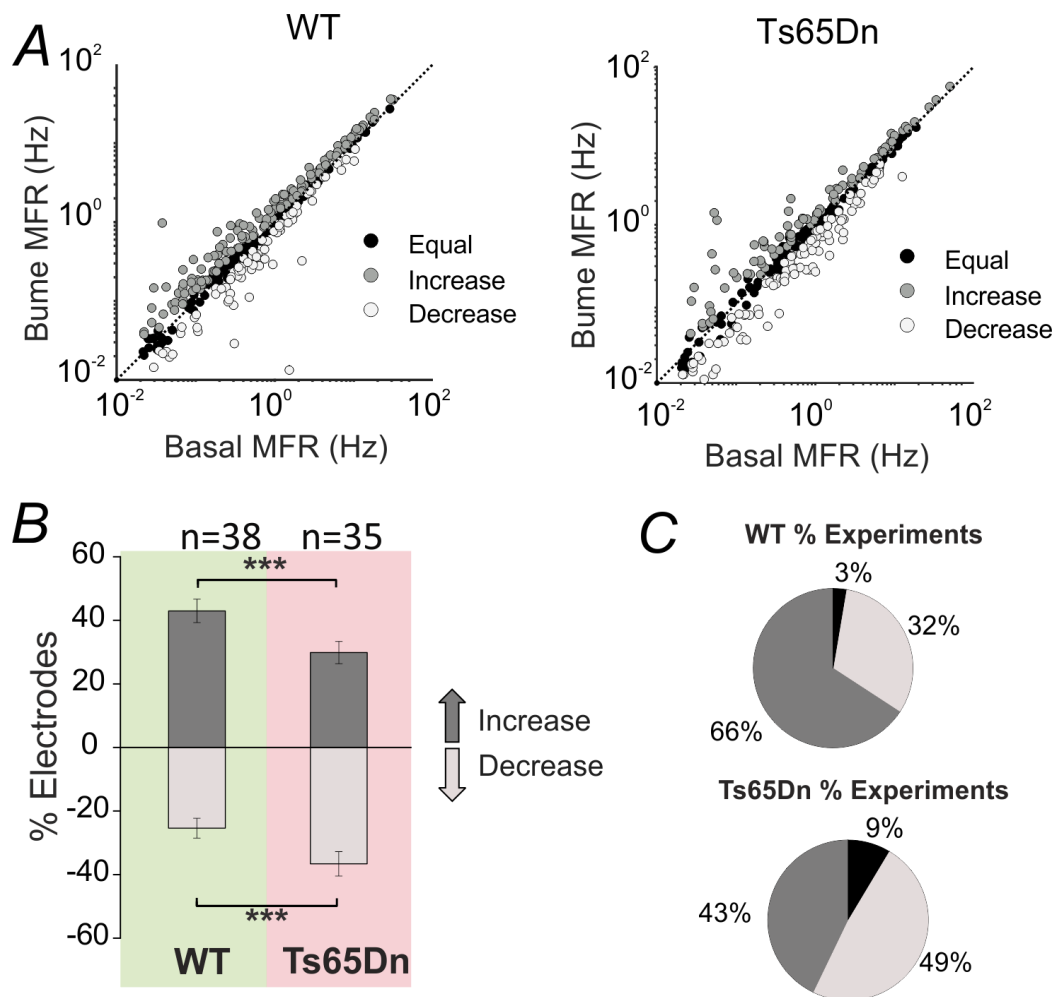 A
WT
Ts65Dn
10²
10⁰
10⁻²
Bume MFR (Hz)
Equal
Increase
Decrease
10⁻²
10⁰
10²
Basal MFR (Hz)
10²
10⁰
10⁻²
Bume MFR (Hz)
Equal
Increase
Decrease
10⁻²
10⁰
10²
Basal MFR (Hz)
B
n=38
n=35
60
40
20
0
-20
-40
-60
% Electrodes
***
***
WT
Ts65Dn
Increase
Decrease
C
WT % Experiments
3%
32%
66%
Ts65Dn % Experiments
9%
43%
49%